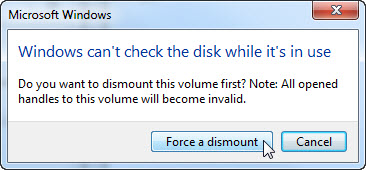 Microsoft Windows
Windows can't check the disk while it's in use
Do you want to dismount this volume first? Note: All opened
handles to this volume will become invalid.
Force a dismount
Cancel